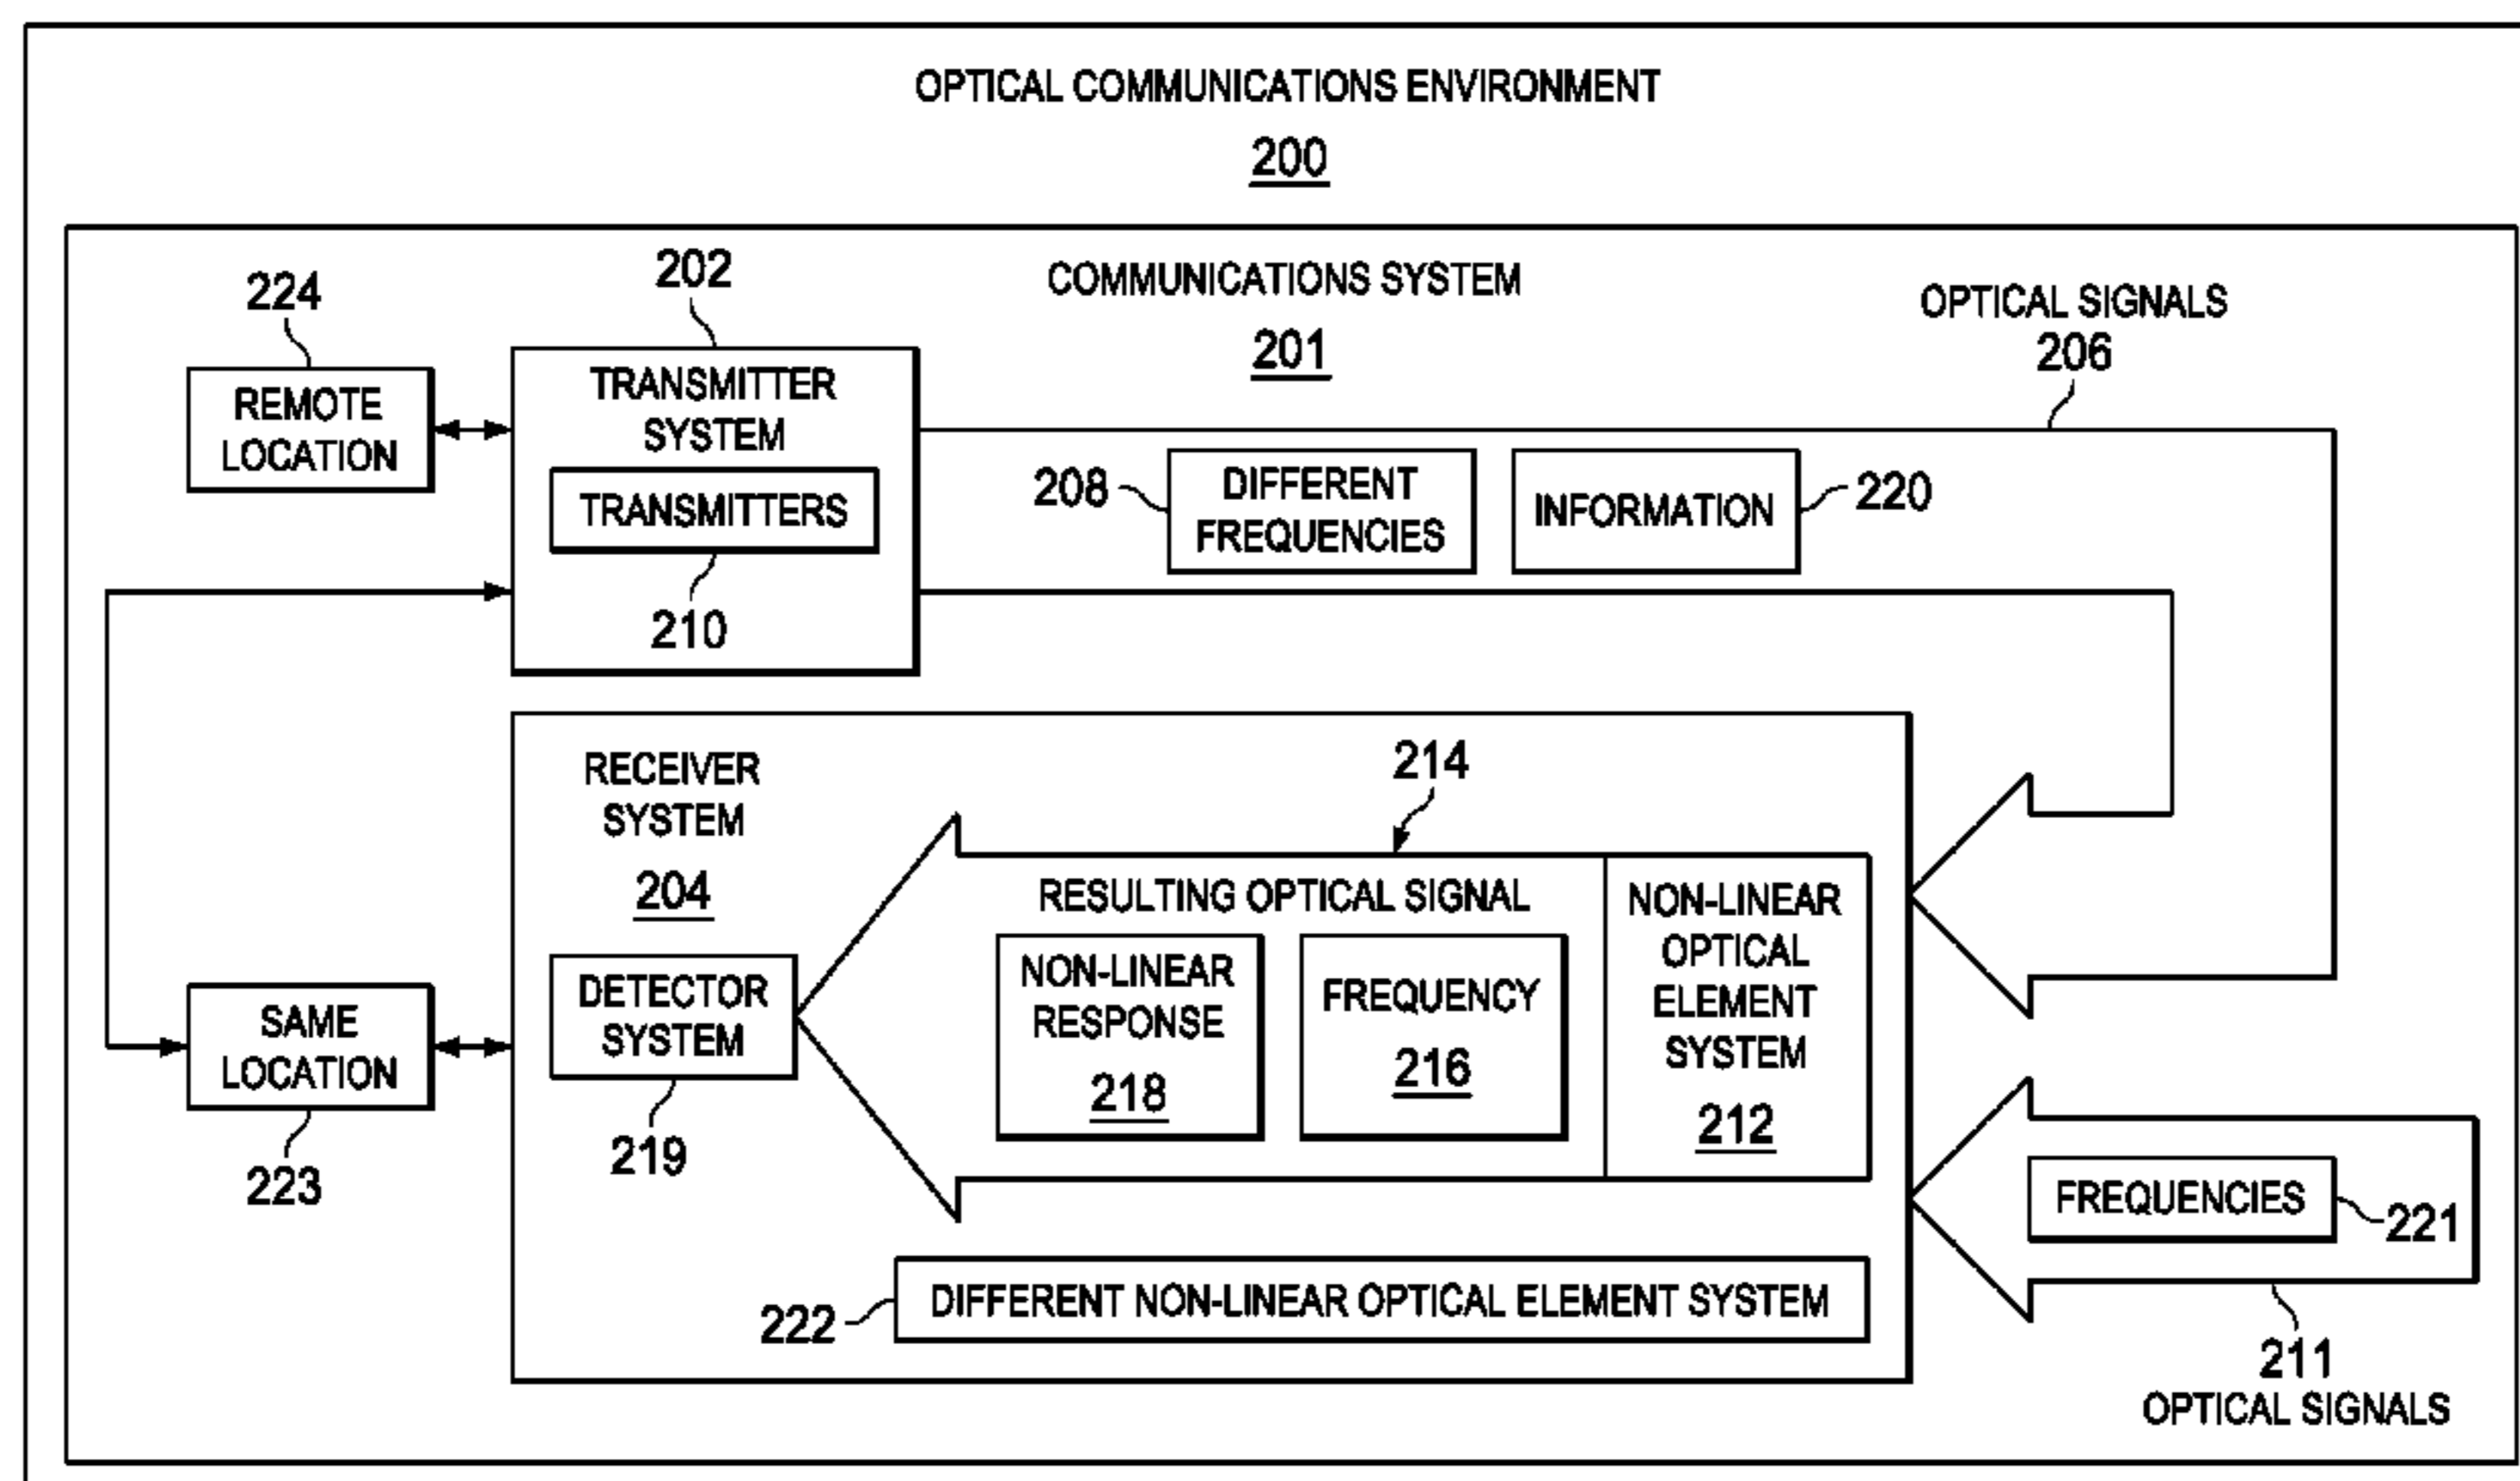 OPTICAL COMMUNICATIONS ENVIRONMENT
200
COMMUNICATIONS SYSTEM
201
224
REMOTE
LOCATION
202
TRANSMITTER
SYSTEM
TRANSMITTERS
210
OPTICAL SIGNALS
206
208
DIFFERENT
FREQUENCIES
INFORMATION
220
RECEIVER
SYSTEM
204
DETECTOR
SYSTEM
219
SAME
LOCATION
223
214
RESULTING OPTICAL SIGNAL
NON-LINEAR
RESPONSE
218
FREQUENCY
216
NON-LINEAR
OPTICAL
ELEMENT
SYSTEM
212
FREQUENCIES
221
222
DIFFERENT NON-LINEAR OPTICAL ELEMENT SYSTEM
211
OPTICAL SIGNALS